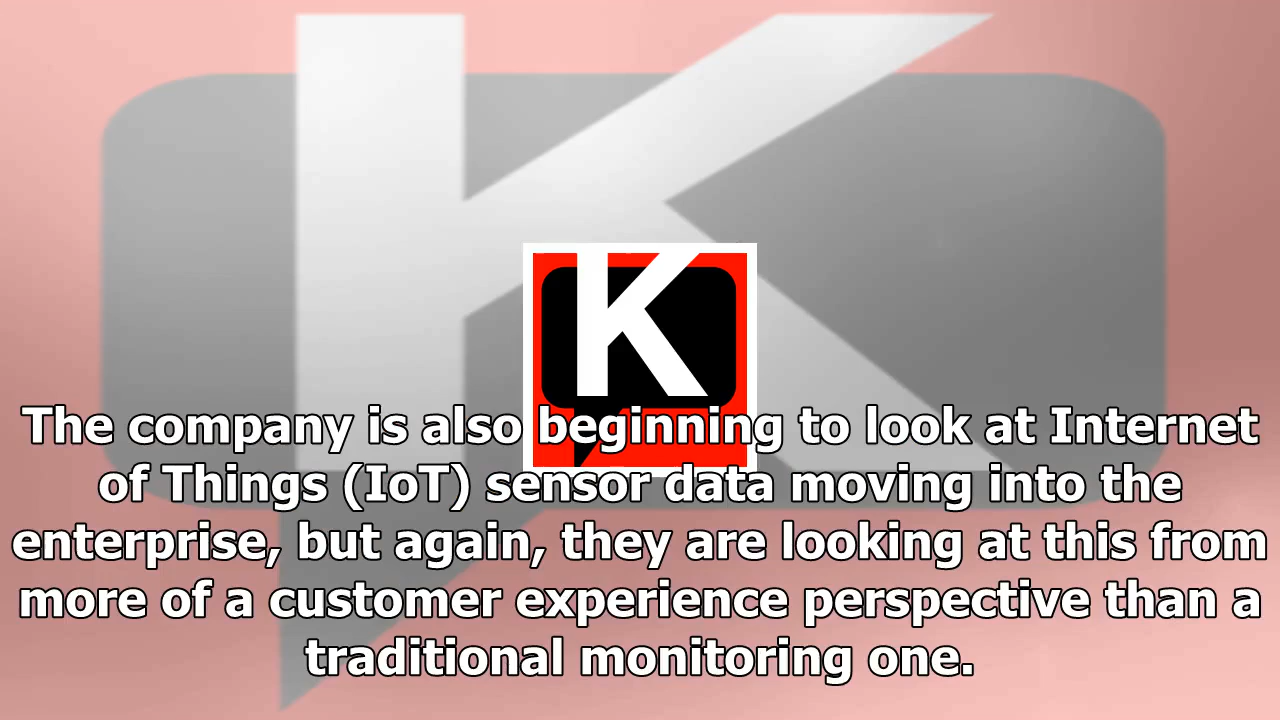 K
The company is also beginning to look at Internet
of Things (IoT) sensor data moving into the
enterprise, but again, they are looking at this from
more of a customer experience perspective than a
traditional monitoring one.